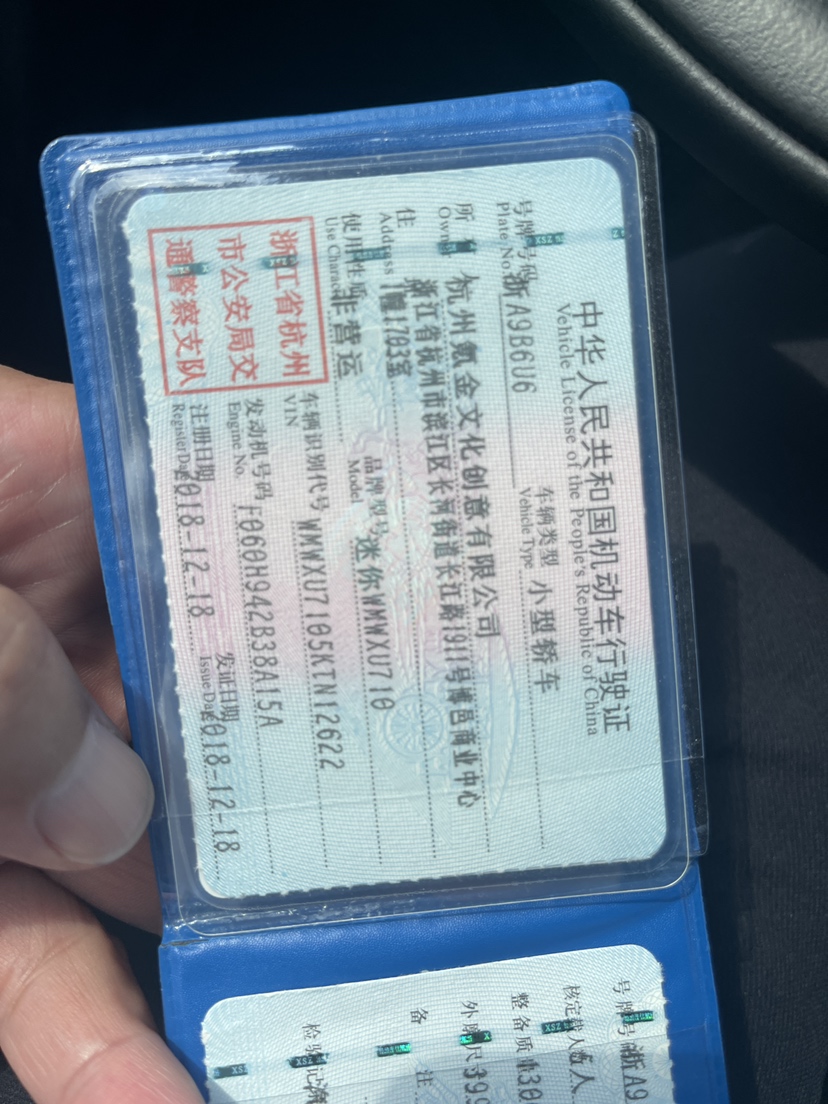 中华人民共和国机动车行驶证
Vehicle License of the People's Republic of China
号牌号码 浙A9B6U6 车辆类型 小型轿车
Plate No. Vehicle Type
所 杭州氪金文化创意有限公司
Owner
住 浙江省杭州市滨江区长河街道长江路1911号博邑商业中心
Address 1幢1703室
使用性质 非营运 品牌型号 迷你WMWXU710
Use Character Model
车辆识别代号 WMWXU7105KTN12622
VIN
发动机号码 F060H942B38A15A
Engine No.
注册日期 2018-12-18 发证日期 2018-12-18
Register Date Issue Date
浙江省杭州
市公安局交
通警察支队
号牌号 浙A9
核定载人数 5人
整备质 130
外廓尺 399
备 注
检验记